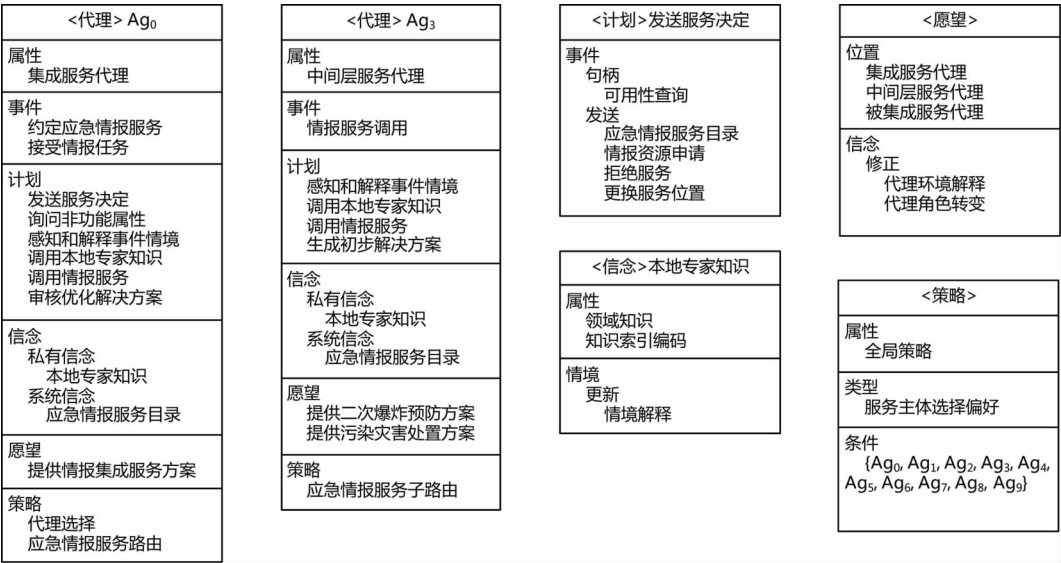 <代理> Ag₀
属性
集成服务代理
事件
约定应急情报服务
接受情报任务
计划
发送服务决定
询问非功能属性
感知和解释事件情境
调用本地专家知识
调用情报服务
审核优化解决方案
信念
私有信念
本地专家知识
系统信念
应急情报服务目录
愿望
提供情报集成服务方案
策略
代理选择
应急情报服务路由
<代理> Ag₃
属性
中间层服务代理
事件
情报服务调用
计划
感知和解释事件情境
调用本地专家知识
调用情报服务
生成初步解决方案
信念
私有信念
本地专家知识
系统信念
应急情报服务目录
愿望
提供二次爆炸预防方案
提供污染灾害处置方案
策略
应急情报服务子路由
<计划>发送服务决定
事件
句柄
可用性查询
发送
应急情报服务目录
情报资源申请
拒绝服务
更换服务位置
<信念>本地专家知识
属性
领域知识
知识索引编码
情境
更新
情境解释
<愿望>
位置
集成服务代理
中间层服务代理
被集成服务代理
信念
修正
代理环境解释
代理角色转变
<策略>
属性
全局策略
类型
服务主体选择偏好
条件
{Ag₀, Ag₁, Ag₂, Ag₃, Ag₄,
Ag₅, Ag₆, Ag₇, Ag₈, Ag₉}